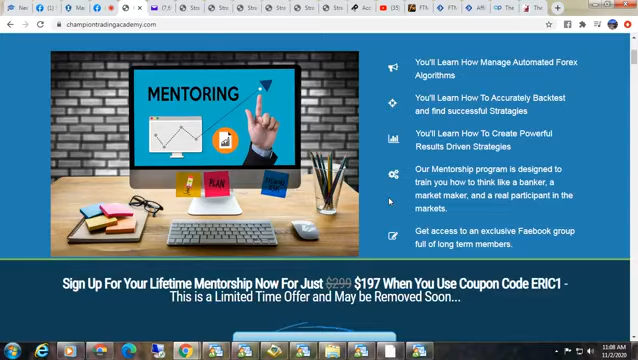 championtradingacademy.com
MENTORING
PLAN
You'll Learn How Manage Automated Forex
Algorithms
You'll Learn How To Accurately Backtest
and find successful Strategies
You'll Learn How To Create Powerful
Results Driven Strategies
Our Mentorship program is designed to
train you how to think like a banker, a
market maker, and a real participant in the
markets.
Get access to an exclusive Faebook group
full of long term members.
Sign Up For Your Lifetime Mentorship Now For Just $299 $197 When You Use Coupon Code ERIC1 -
This is a Limited Time Offer and May be Removed Soon...
11:08 AM
11/2/2020